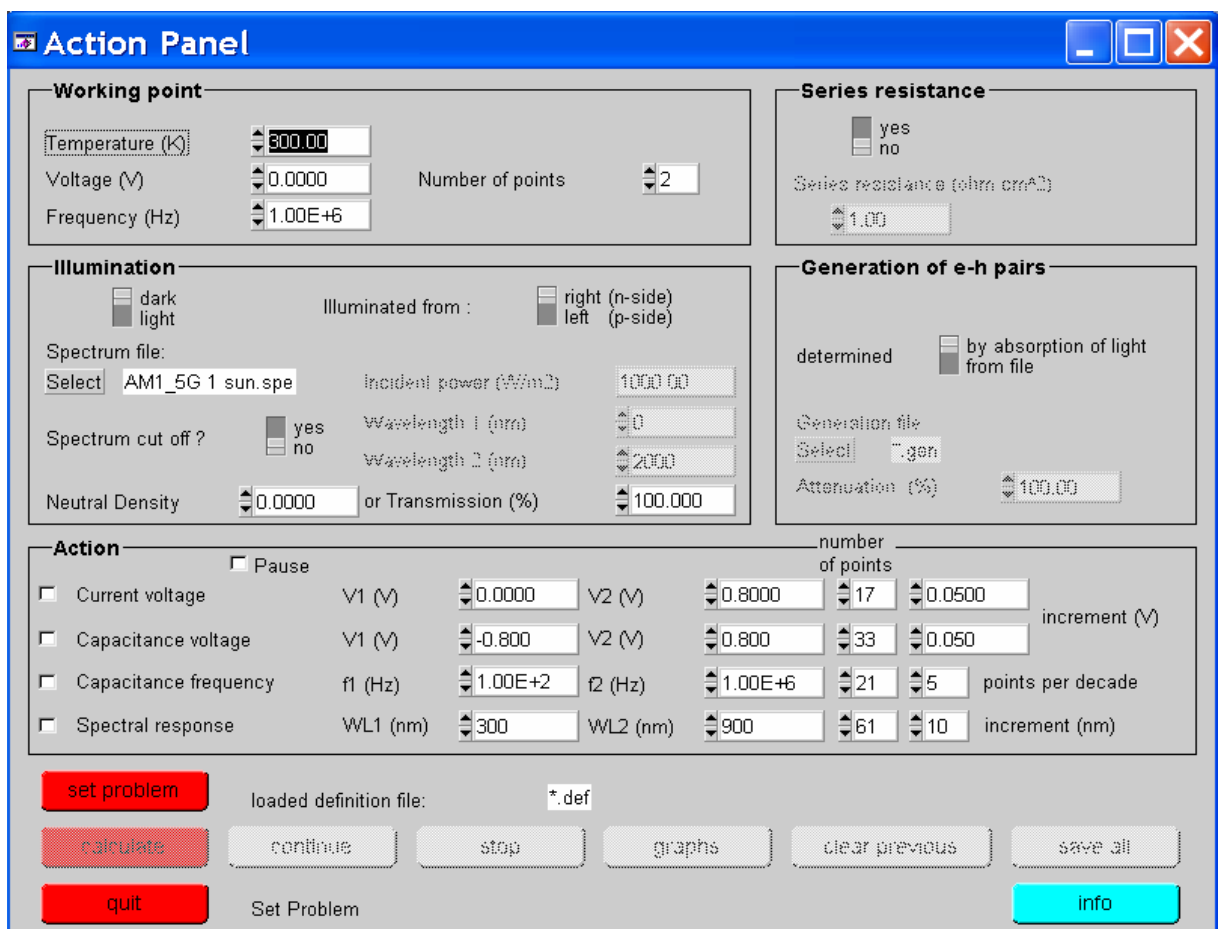 Action Panel
Working point
Temperature (K) 300.00
Voltage (V) 0.0000 Number of points 2
Frequency (Hz) 1.00E+6
Series resistance
yes
no
Series resistance (ohm cm^2)
1.00
Illumination
dark
light
Illuminated from :
right (n-side)
left (p-side)
Spectrum file:
Select AM1_5G 1 sun.spe
Incident power (W/m2) 1000.00
Spectrum cut off ?
yes
no
Wavelength 1 (nm) 0
Wavelength 2 (nm) 2000
Neutral Density 0.0000 or Transmission (%) 100.000
Generation of e-h pairs
determined
by absorption of light
from file
Generation file
Select *.gen
Attenuation (%) 100.00
Action
Pause
number
of points
Current voltage V1 (V) 0.0000 V2 (V) 0.8000 17 0.0500
increment (V)
Capacitance voltage V1 (V) -0.800 V2 (V) 0.800 33 0.050
Capacitance frequency f1 (Hz) 1.00E+2 f2 (Hz) 1.00E+6 21 5 points per decade
Spectral response WL1 (nm) 300 WL2 (nm) 900 61 10 increment (nm)
set problem loaded definition file: *.def
calculate continue stop graphs clear previous save all
quit Set Problem info